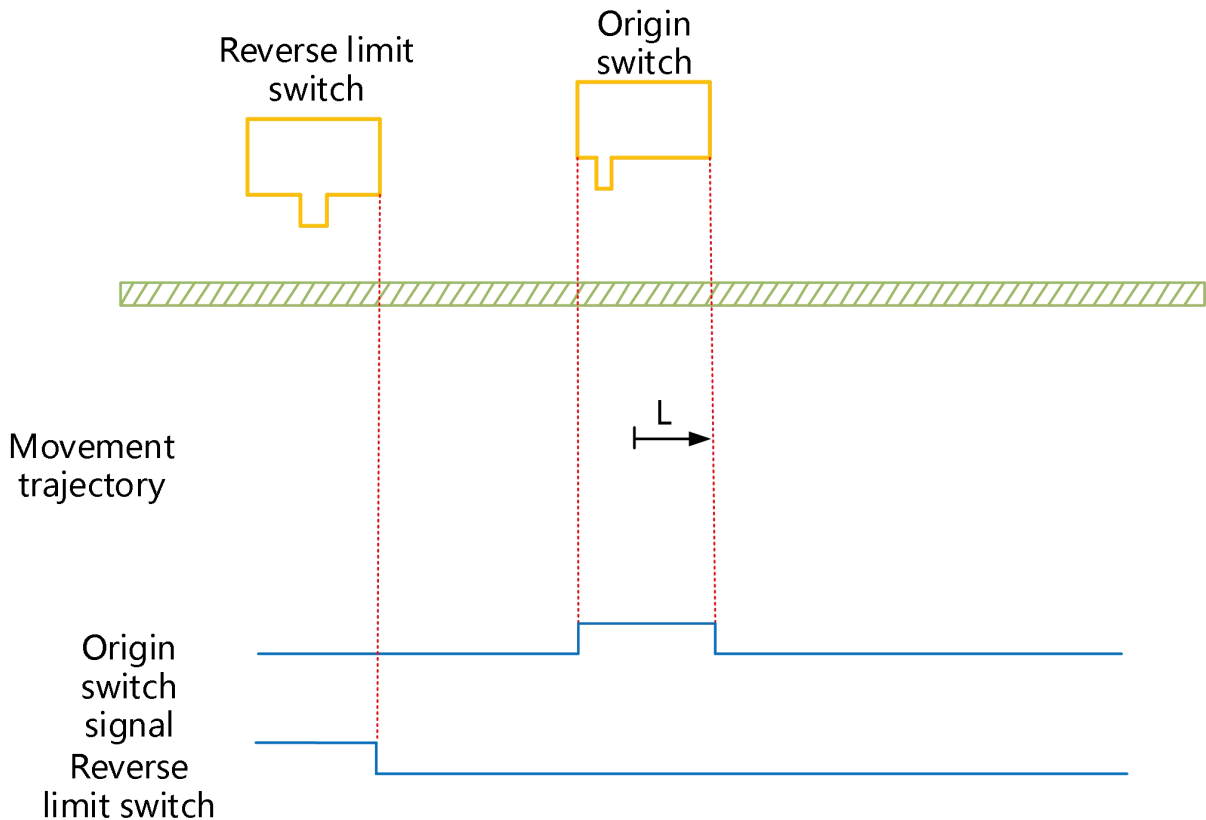 Reverse limit
switch
Origin
switch
L
Movement
trajectory
Origin
switch
signal
Reverse
limit switch